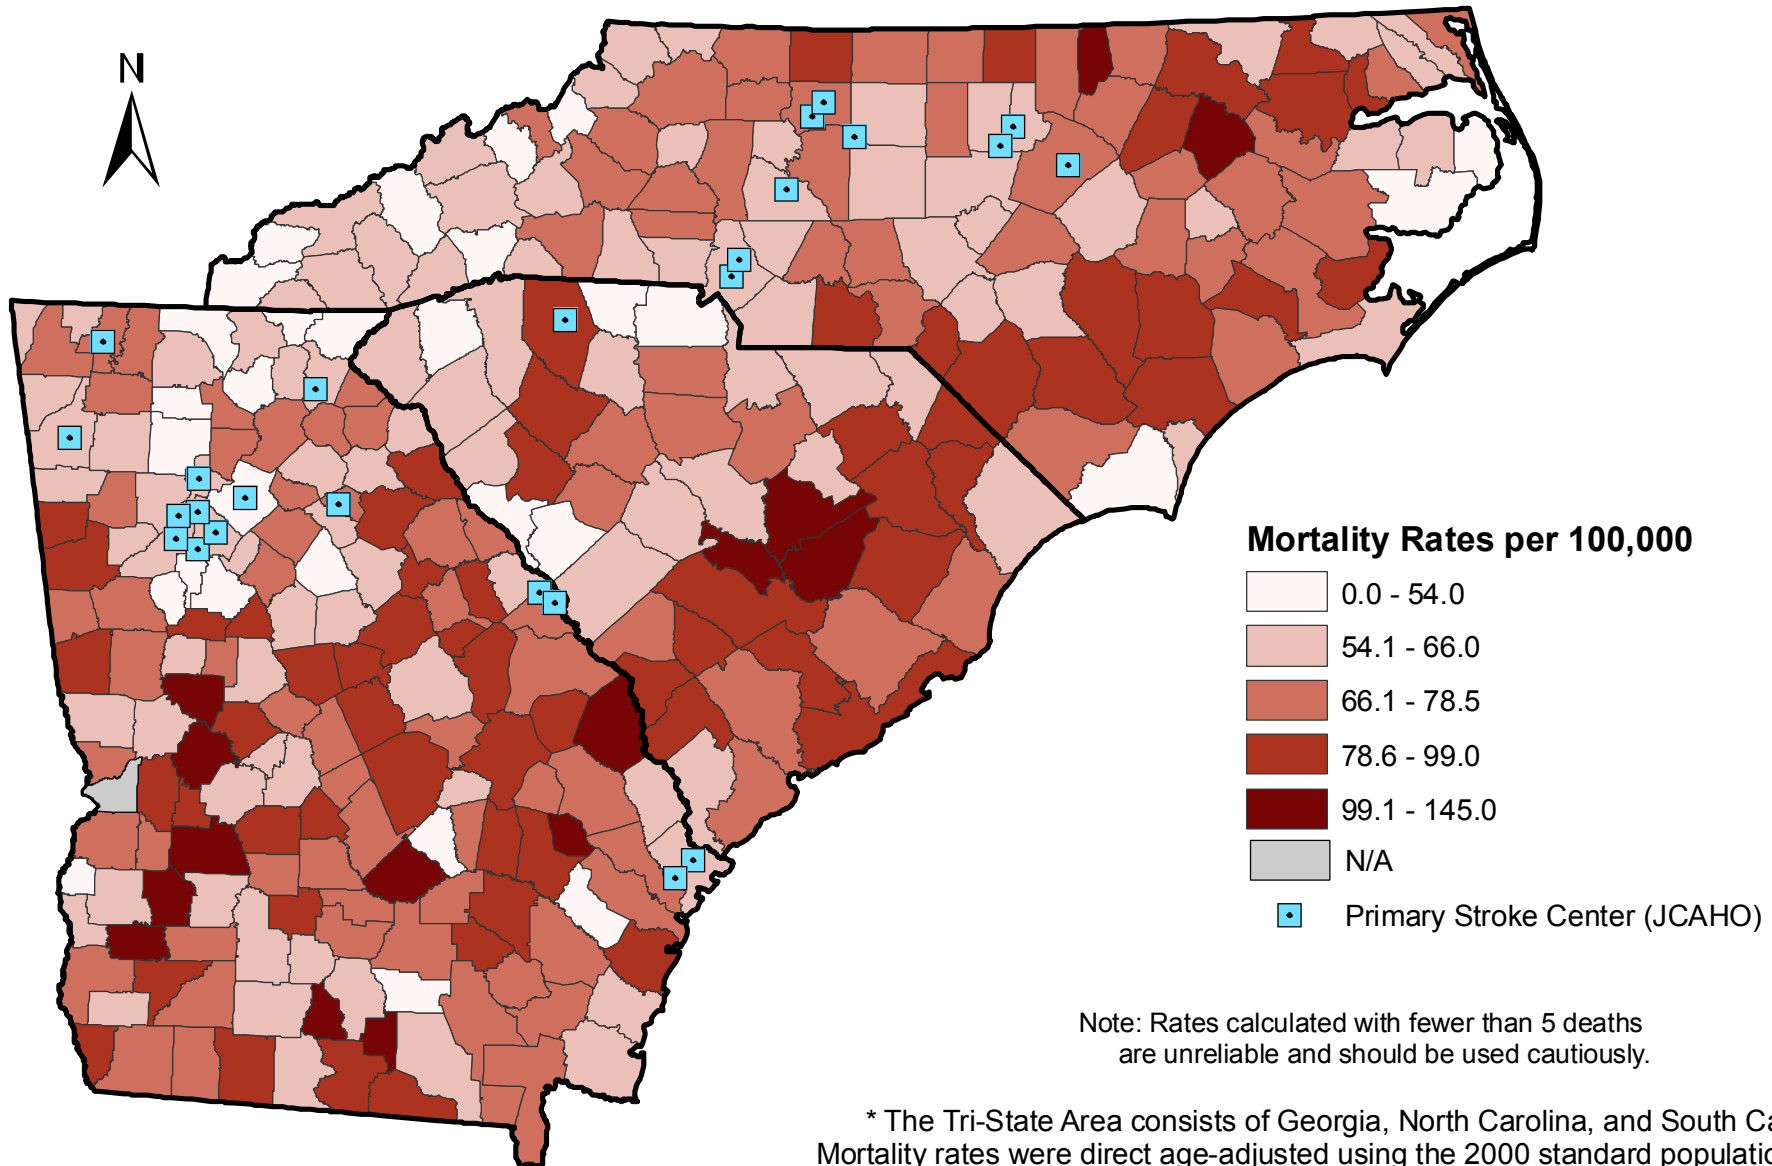 N
Mortality Rates per 100,000
0.0 - 54.0
54.1 - 66.0
66.1 - 78.5
78.6 - 99.0
99.1 - 145.0
N/A
Primary Stroke Center (JCAHO)
Note: Rates calculated with fewer than 5 deaths
are unreliable and should be used cautiously.
* The Tri-State Area consists of Georgia, North Carolina, and South Ca
Mortality rates were direct age-adjusted using the 2000 standard populatio